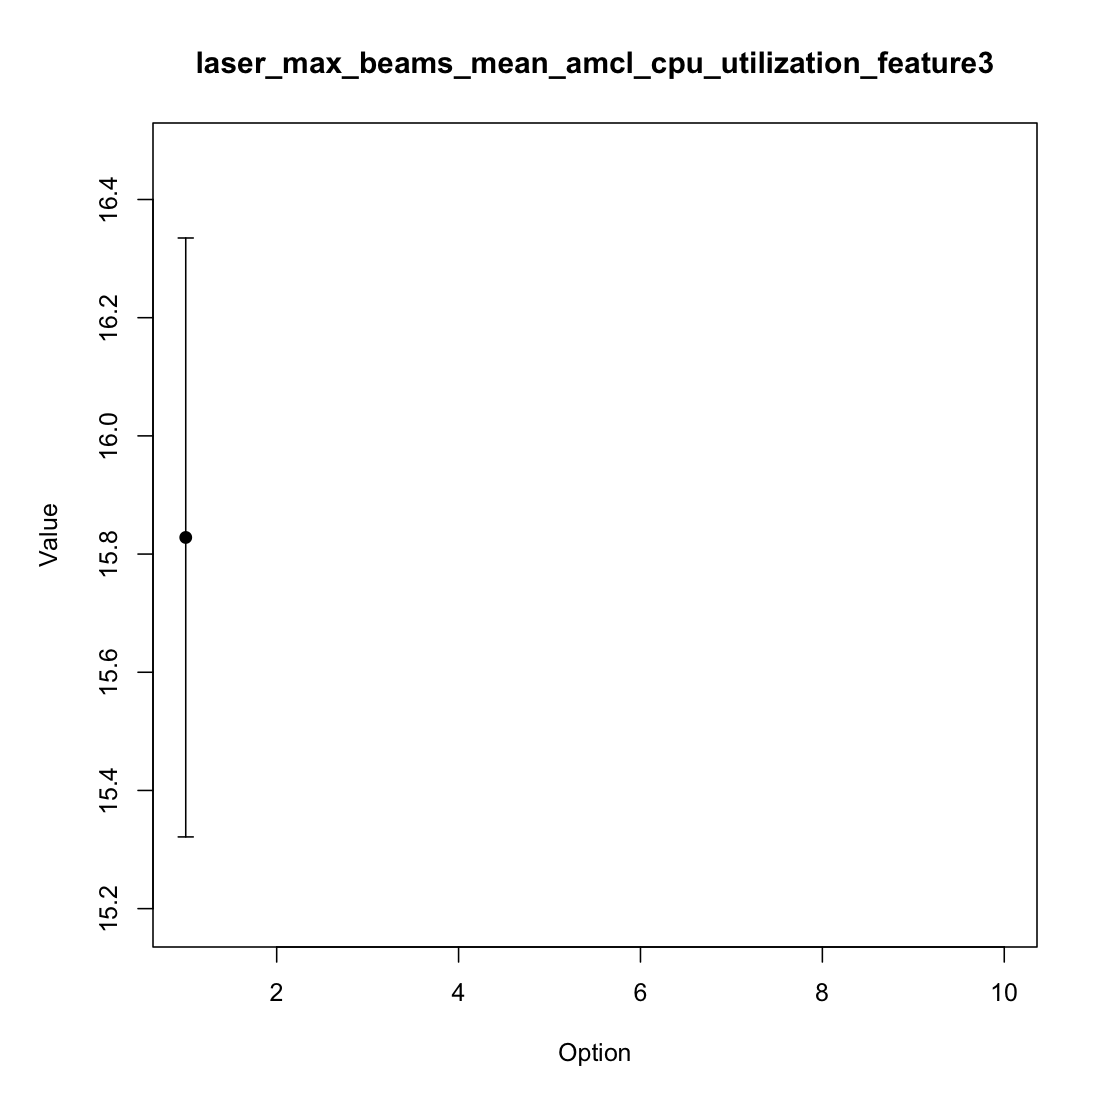 laser_max_beams_mean_amcl_cpu_utilization_feature3
Value
16.4
16.2
16.0
15.8
15.6
15.4
15.2
2 4 6 8 10
Option